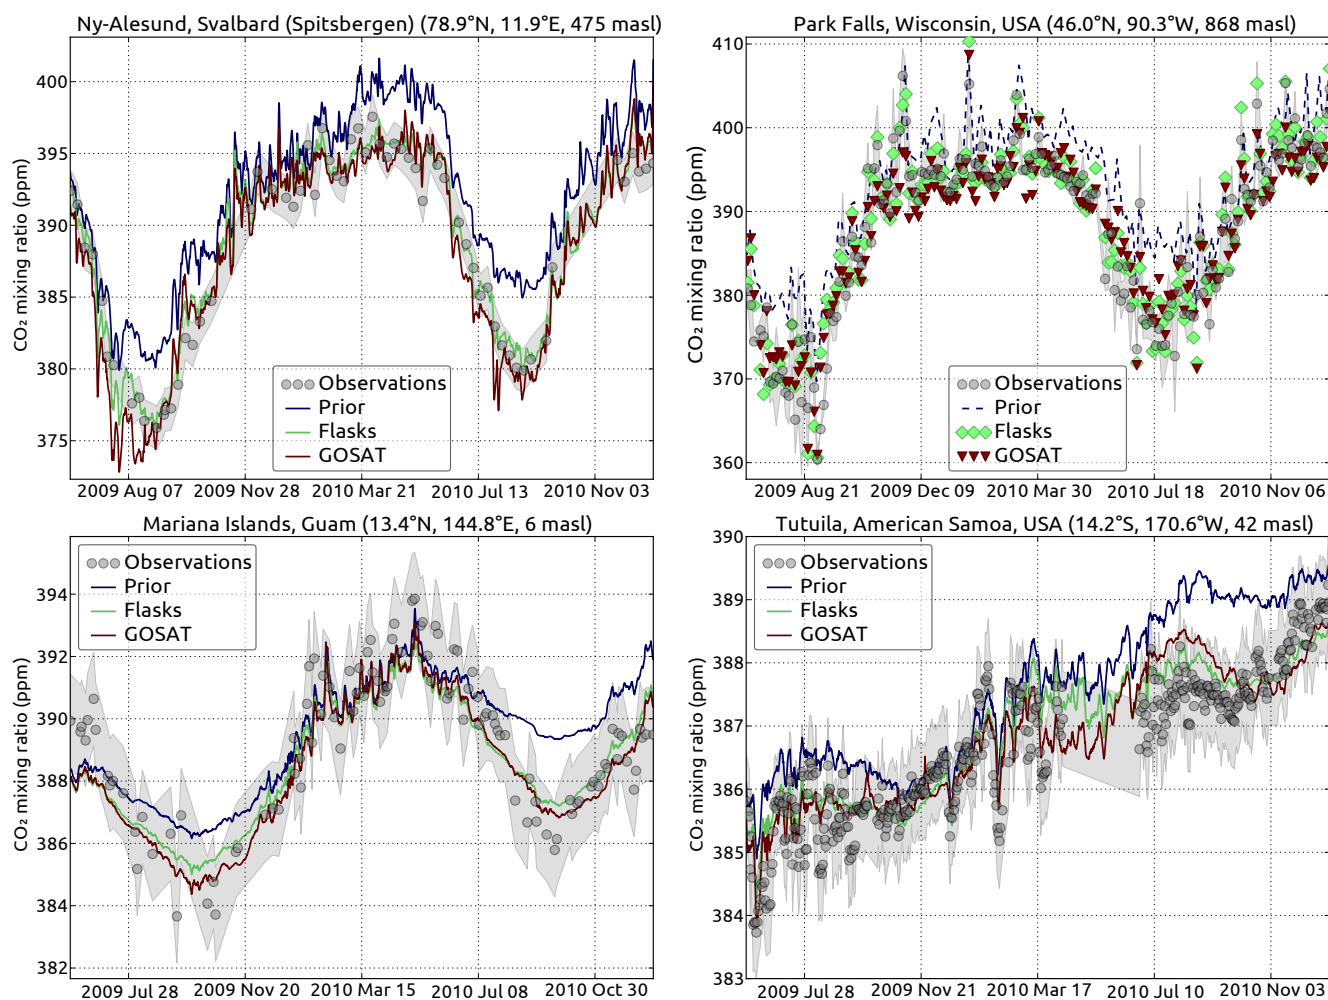 Ny-Alesund, Svalbard (Spitsbergen) (78.9°N, 11.9°E, 475 masl)
CO₂ mixing ratio (ppm)
400
395
390
385
380
375
Observations
Prior
Flasks
GOSAT
2009 Aug 07 2009 Nov 28 2010 Mar 21 2010 Jul 13 2010 Nov 03
Park Falls, Wisconsin, USA (46.0°N, 90.3°W, 868 masl)
CO₂ mixing ratio (ppm)
410
400
390
380
370
360
Observations
Prior
Flasks
GOSAT
2009 Aug 21 2009 Dec 09 2010 Mar 30 2010 Jul 18 2010 Nov 06
Mariana Islands, Guam (13.4°N, 144.8°E, 6 masl)
CO₂ mixing ratio (ppm)
394
392
390
388
386
384
382
Observations
Prior
Flasks
GOSAT
2009 Jul 28 2009 Nov 20 2010 Mar 15 2010 Jul 08 2010 Oct 30
Tutuila, American Samoa, USA (14.2°S, 170.6°W, 42 masl)
CO₂ mixing ratio (ppm)
390
389
388
387
386
385
384
383
Observations
Prior
Flasks
GOSAT
2009 Jul 28 2009 Nov 21 2010 Mar 17 2010 Jul 10 2010 Nov 03